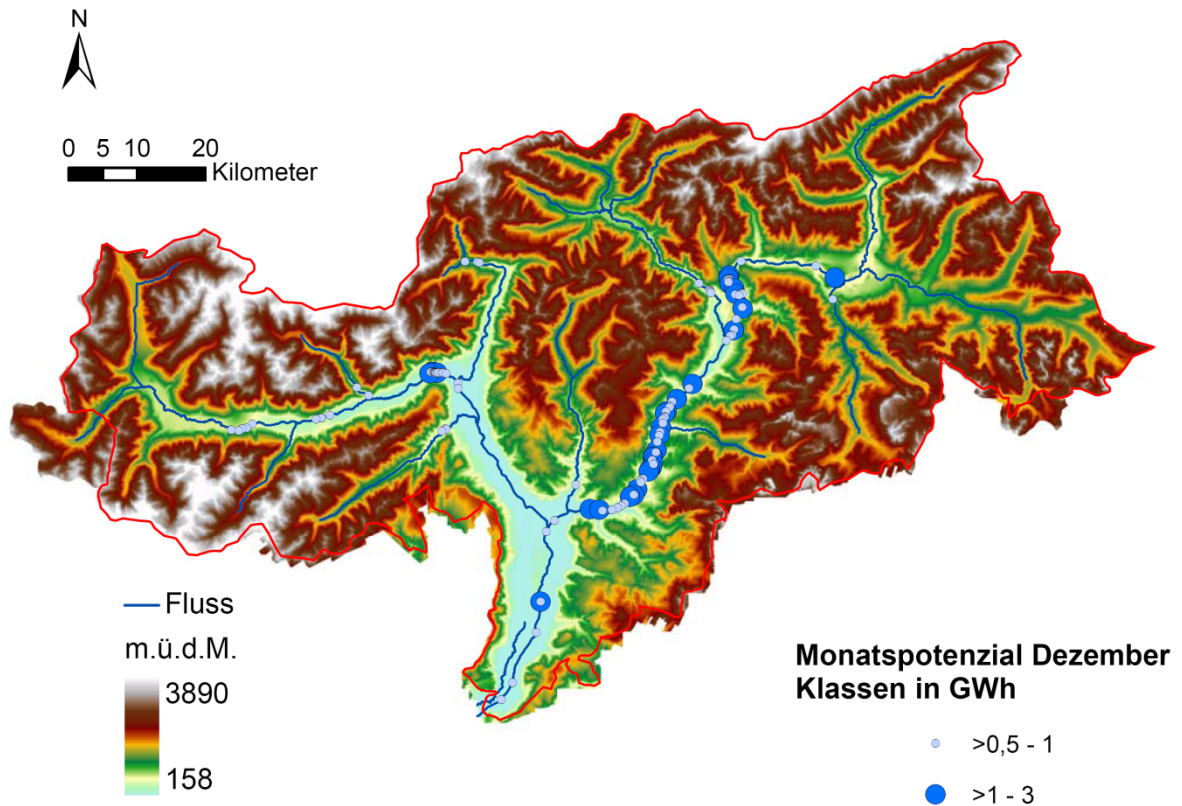 N
0 5 10 20
Kilometer
Fluss
m.ü.d.M.
3890
158
Monatspotenzial Dezember
Klassen in GWh
>0,5 - 1
>1 - 3